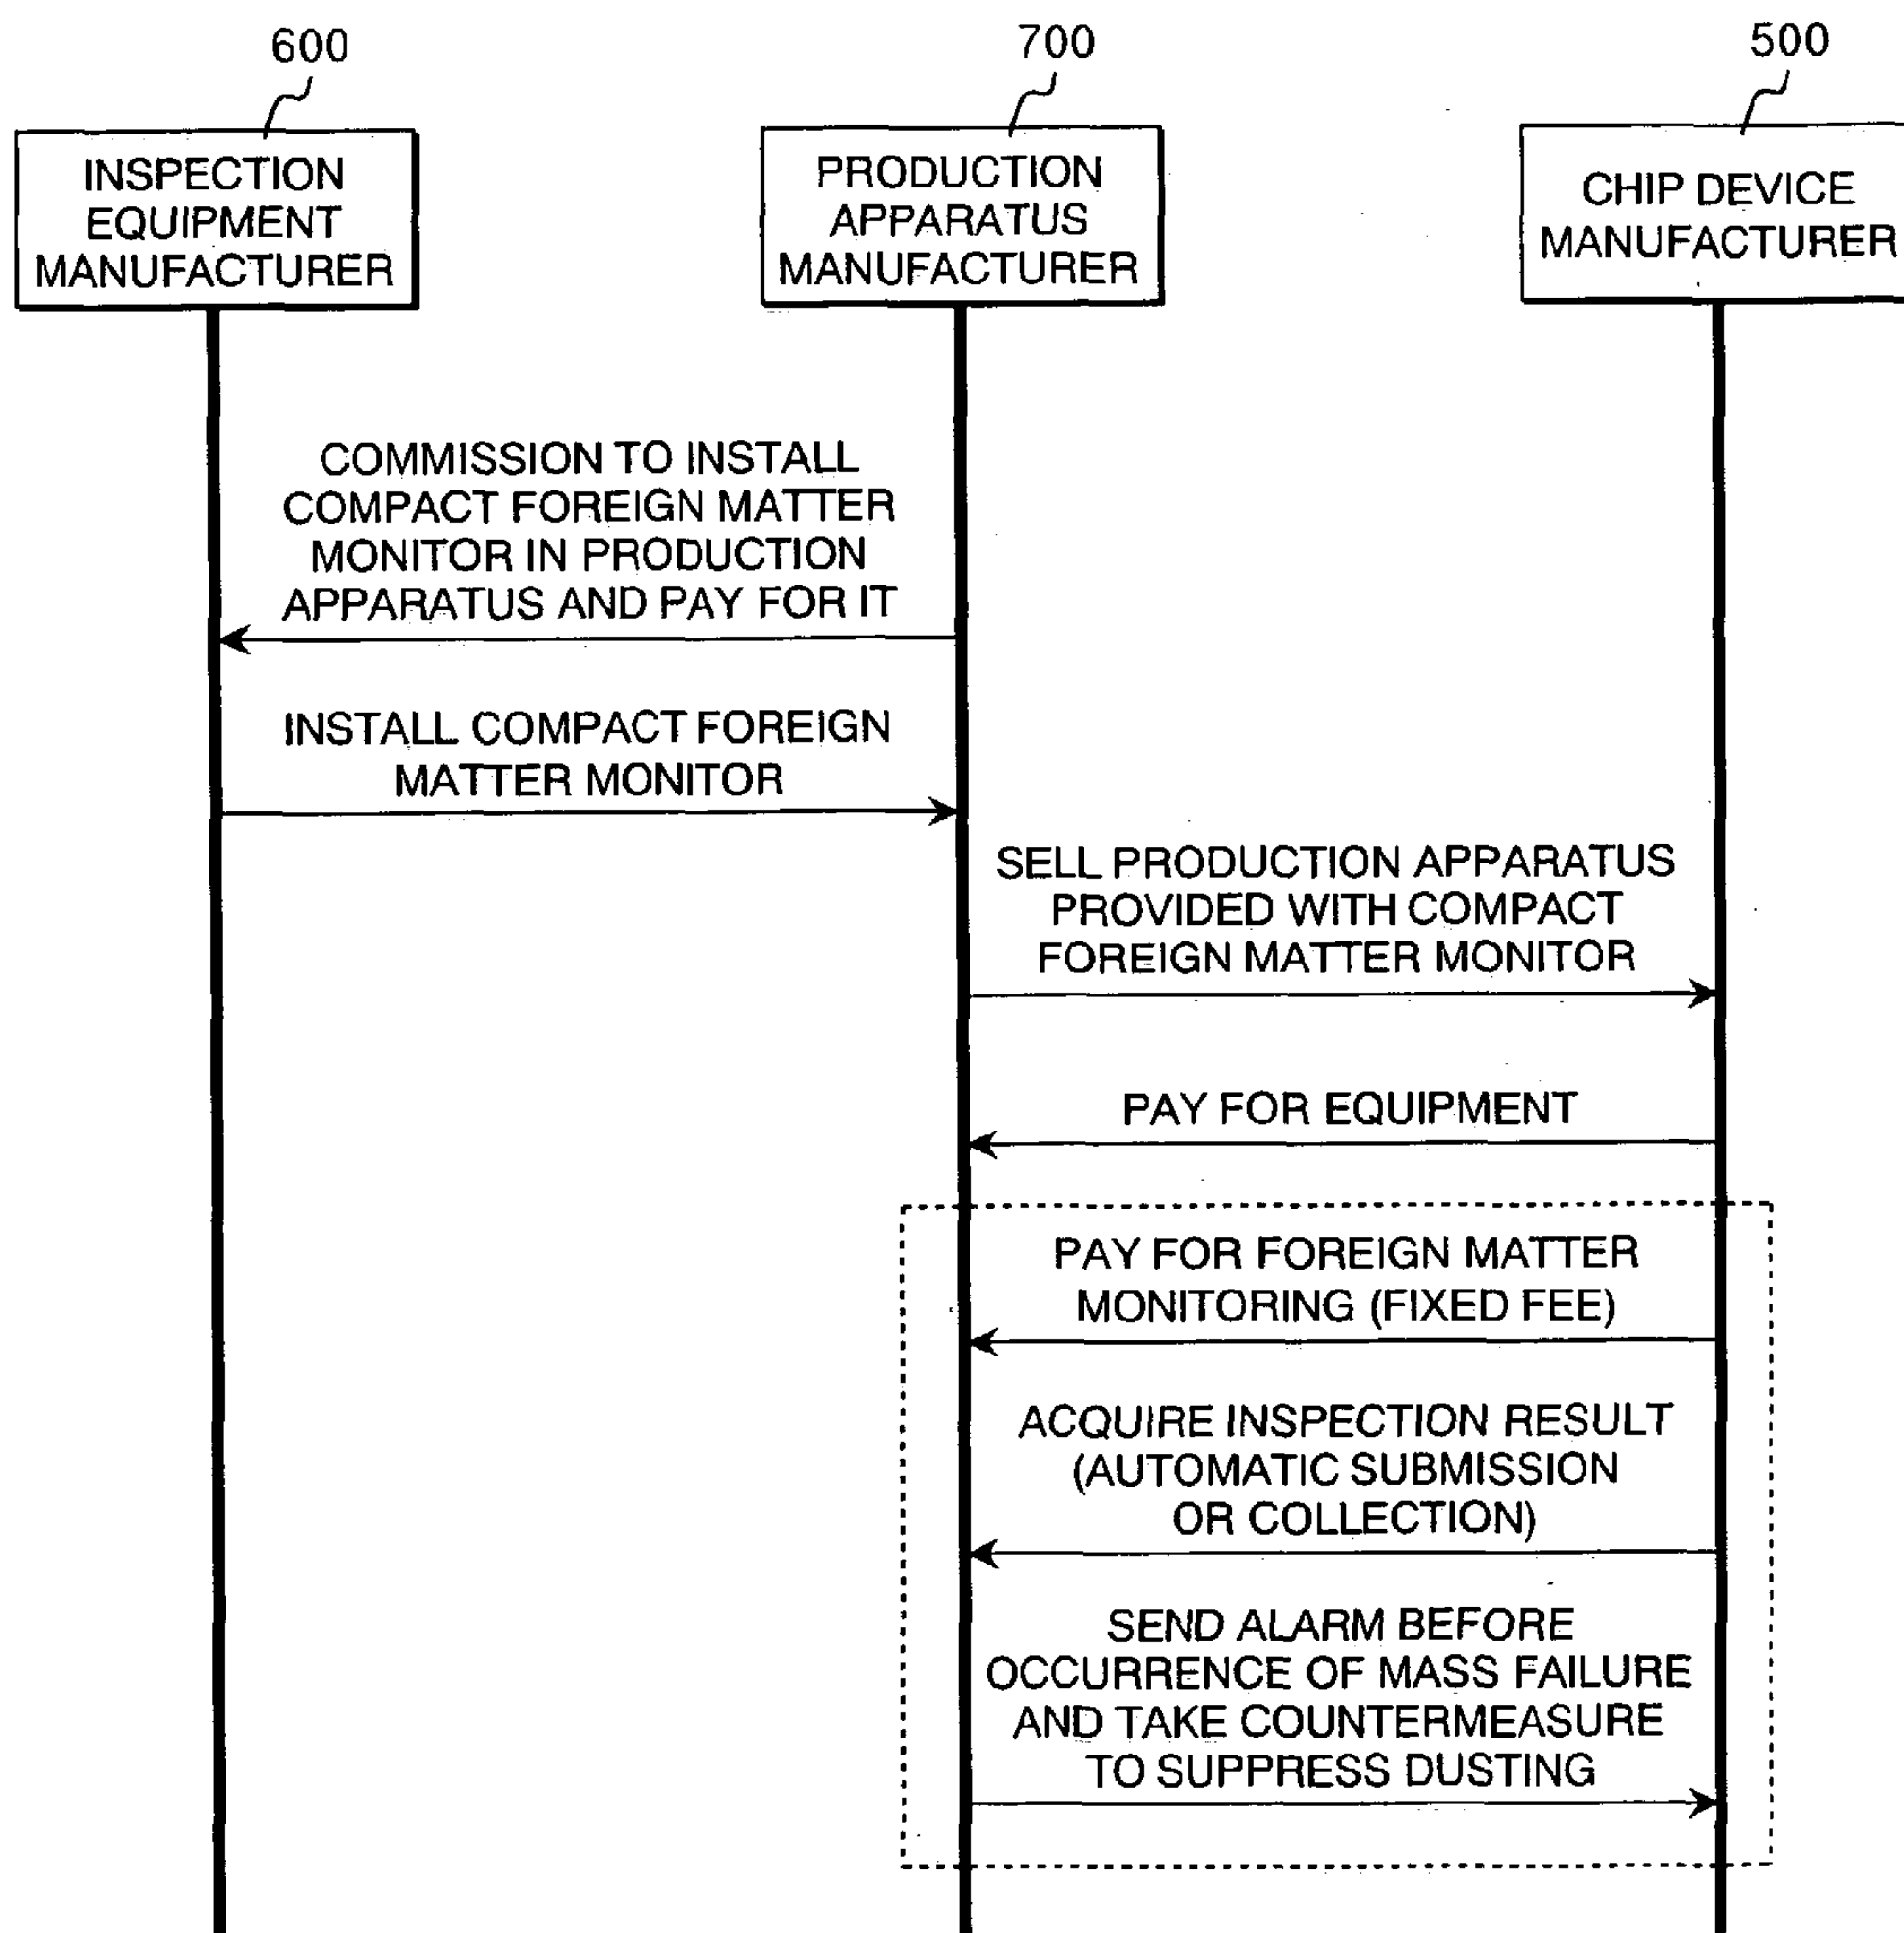 600
700
500
INSPECTION
EQUIPMENT
MANUFACTURER
PRODUCTION
APPARATUS
MANUFACTURER
CHIP DEVICE
MANUFACTURER
COMMISSION TO INSTALL
COMPACT FOREIGN MATTER
MONITOR IN PRODUCTION
APPARATUS AND PAY FOR IT
INSTALL COMPACT FOREIGN
MATTER MONITOR
SELL PRODUCTION APPARATUS
PROVIDED WITH COMPACT
FOREIGN MATTER MONITOR
PAY FOR EQUIPMENT
PAY FOR FOREIGN MATTER
MONITORING (FIXED FEE)
ACQUIRE INSPECTION RESULT
(AUTOMATIC SUBMISSION
OR COLLECTION)
SEND ALARM BEFORE
OCCURRENCE OF MASS FAILURE
AND TAKE COUNTERMEASURE
TO SUPPRESS DUSTING